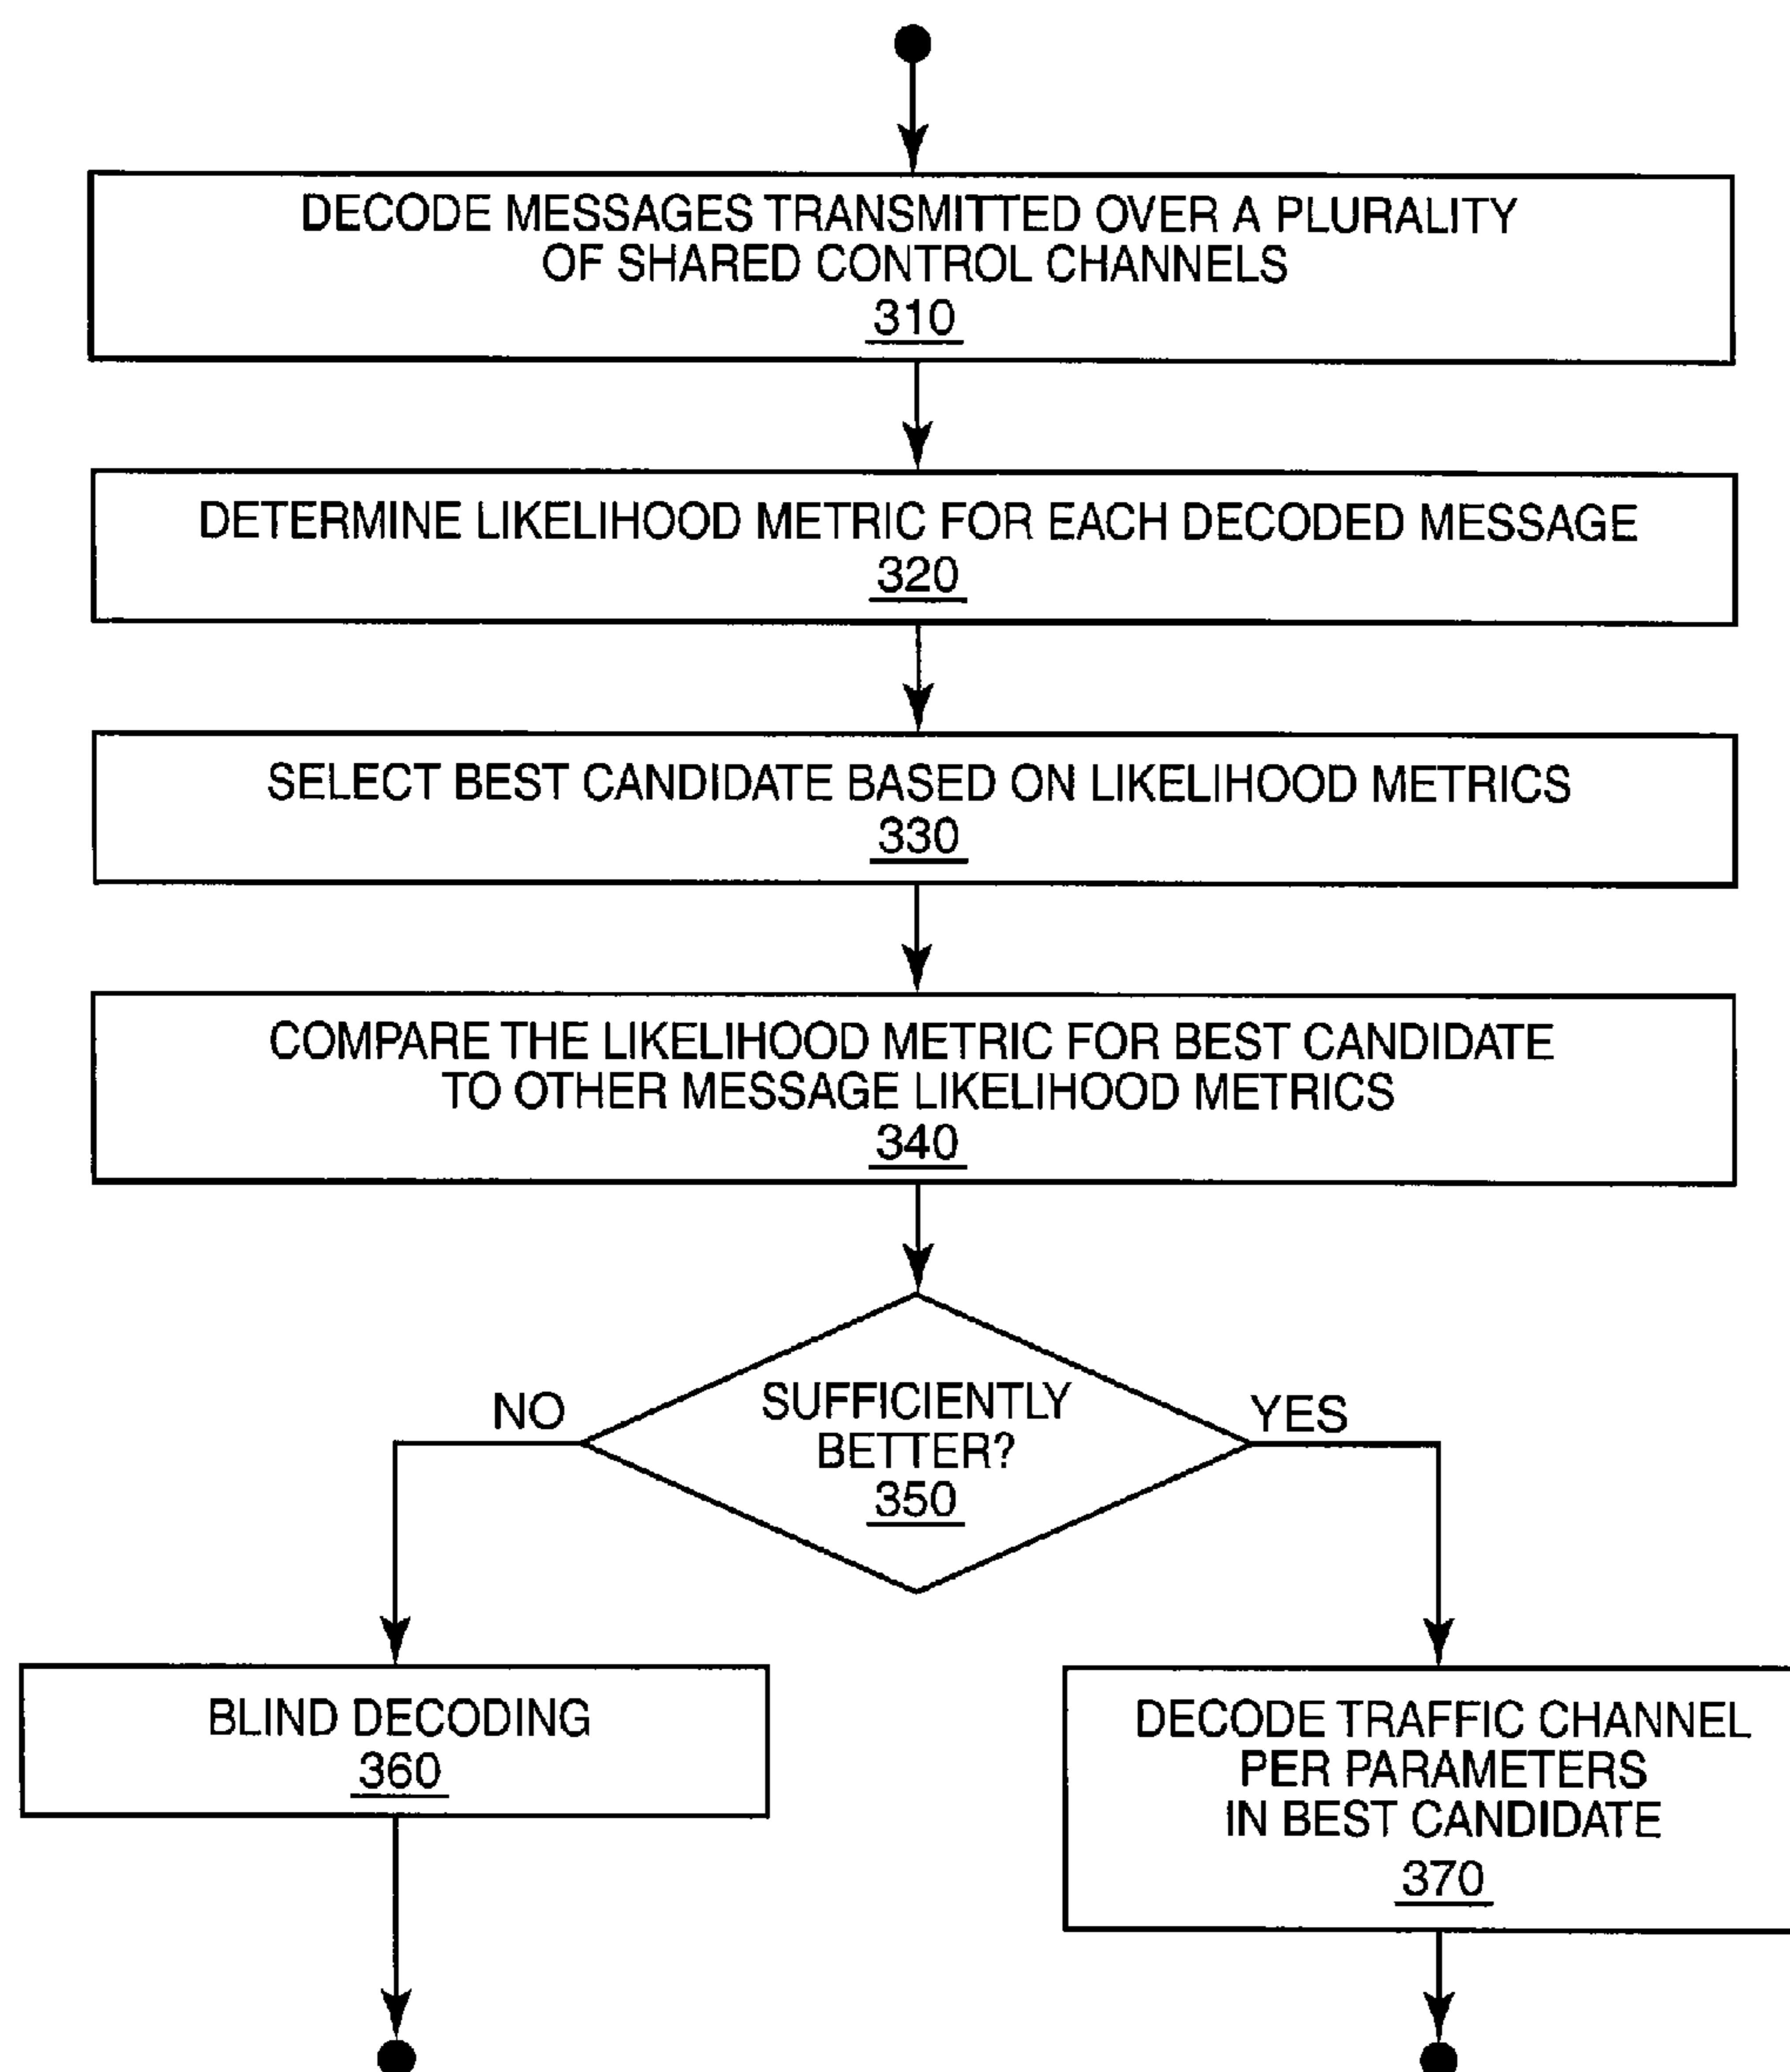 DECODE MESSAGES TRANSMITTED OVER A PLURALITY
OF SHARED CONTROL CHANNELS
310
DETERMINE LIKELIHOOD METRIC FOR EACH DECODED MESSAGE
320
SELECT BEST CANDIDATE BASED ON LIKELIHOOD METRICS
330
COMPARE THE LIKELIHOOD METRIC FOR BEST CANDIDATE
TO OTHER MESSAGE LIKELIHOOD METRICS
340
SUFFICIENTLY
BETTER?
350
NO
YES
BLIND DECODING
360
DECODE TRAFFIC CHANNEL
PER PARAMETERS
IN BEST CANDIDATE
370